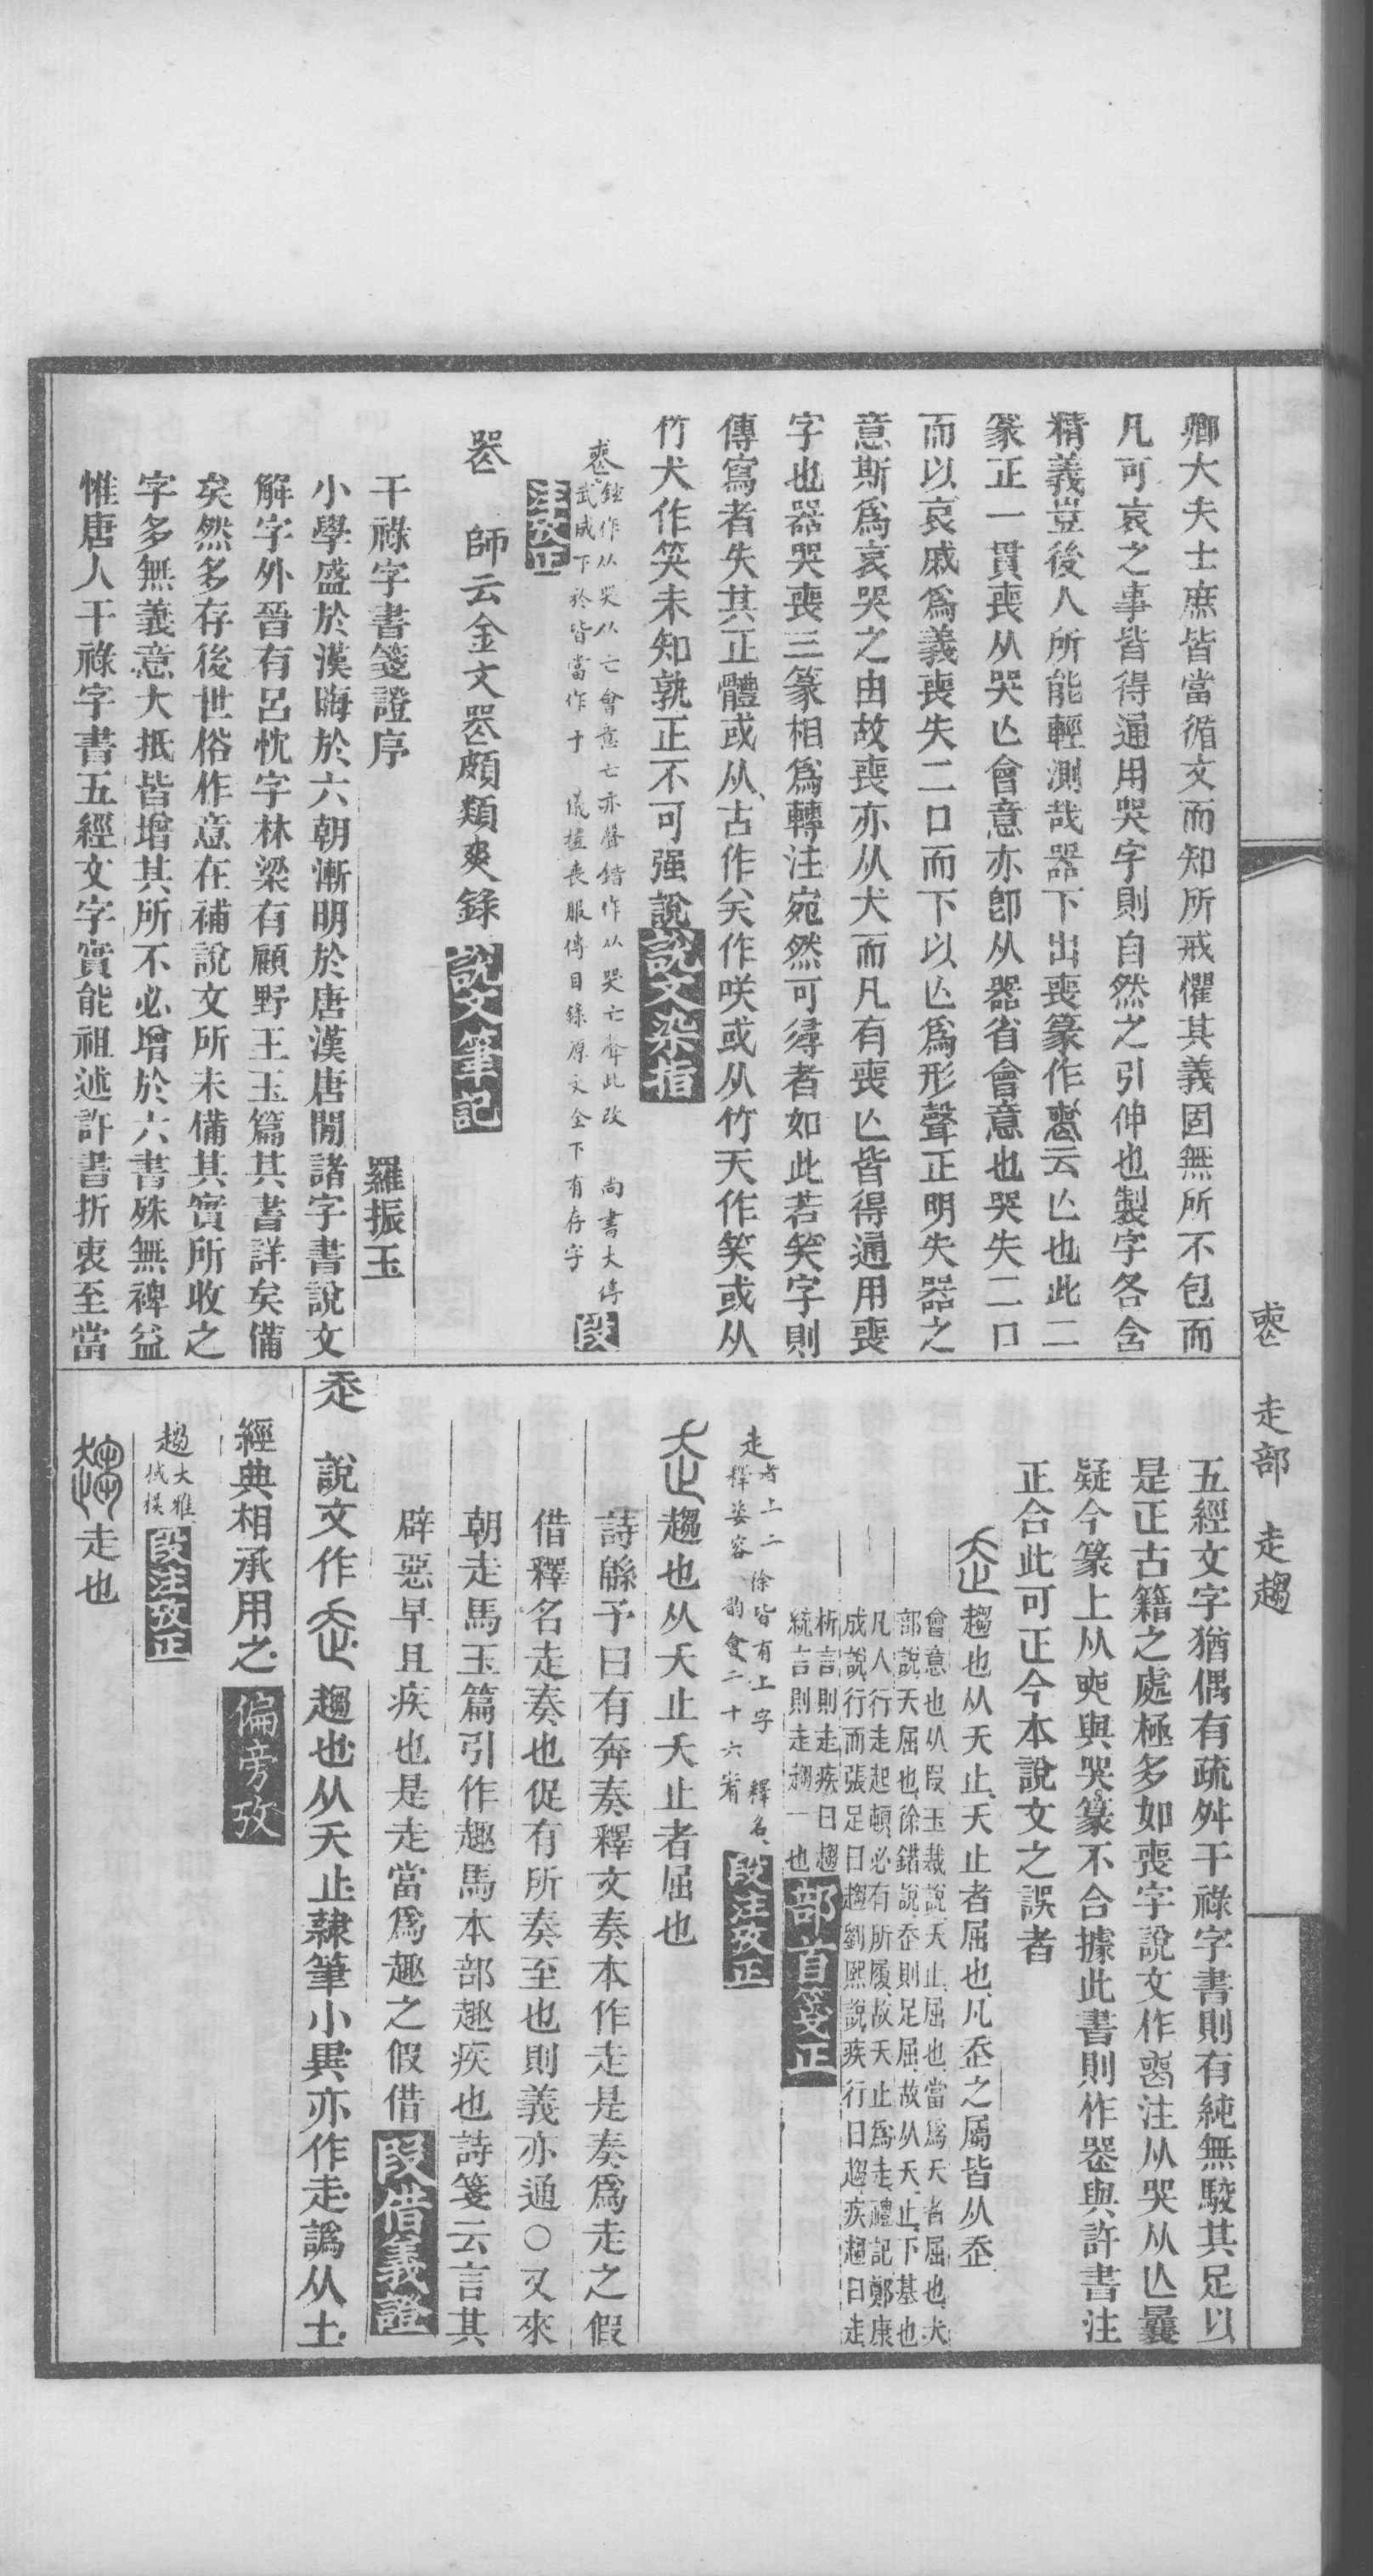 卿大夫士庶皆當循文而知所戒懼其義固無所不包而
凡可哀之事皆得通用哭字則自然之引伸也製字各含
精義豈後人所能輕測哉器下出喪篆作喪云亾也此二
篆正一貫喪从哭亾會意亦卽从器省會意也哭失二口
而以哀戚爲義喪失二口而下以亾爲形聲正明失器之
意斯爲哀哭之由故喪亦从犬而凡有喪亾皆得通用喪
字也器哭喪三篆相爲轉注宛然可尋者如此若笑字則
傳寫者失其正體或从古作关作咲或从竹夭作笑或从
竹犬作笑未知孰正不可强說說文染指
喪鉉作从哭从亡會意亡亦聲鍇作从哭亡聲此改 尚書大傳
武成下於皆當作于 儀禮喪服傳目錄原文全下有存字 段
注攷正
喪 師云金文喪頗類爽錄說文筆記
干祿字書箋證序 羅振玉
小學盛於漢晦於六朝漸明於唐漢唐閒諸字書說文
解字外晉有呂忱字林梁有顧野王玉篇其書詳矣備
矣然多存後世俗作意在補說文所未備其實所收之
字多無義意大抵皆增其所不必增於六書殊無裨益
惟唐人干祿字書五經文字實能祖述許書折衷至當
喪 走部 走趨
五經文字猶偶有疏舛干祿字書則有純無駁其足以
是正古籍之處極多如喪字說文作喪注从哭从亾曩
疑今篆上从㚔與哭篆不合據此書則作喪與許書注
正合此可正今本說文之誤者
走趨也从夭止夭止者屈也凡走之屬皆从走
會意也从段玉裁說夭止屈也當爲夭者屈也犬
部說夭屈也徐鍇說走則足屈故从夭止下基也
凡人行走起頓必有所履故夭止爲走禮記鄭康
成說行而張足曰趨劉熙說疾行曰趨疾趨曰走
析言則走疾曰趨
統言則走趨一也部首箋正
走者上二徐皆有上字 釋名
釋姿容 韵會二十六宥 段注攷正
走趨也从夭止夭止者屈也
詩緜予曰有奔奏釋文奏本作走是奏爲走之假
借釋名走奏也促有所奏至也則義亦通○又來
朝走馬玉篇引作趣馬本部趣疾也詩箋云言其
辟惡早且疾也是走當爲趣之假借段借義證
走 說文作走趨也从夭止隸筆小異亦作走譌从土
經典相承用之偏旁攷
趨大雅
棫樸段注攷正
走也